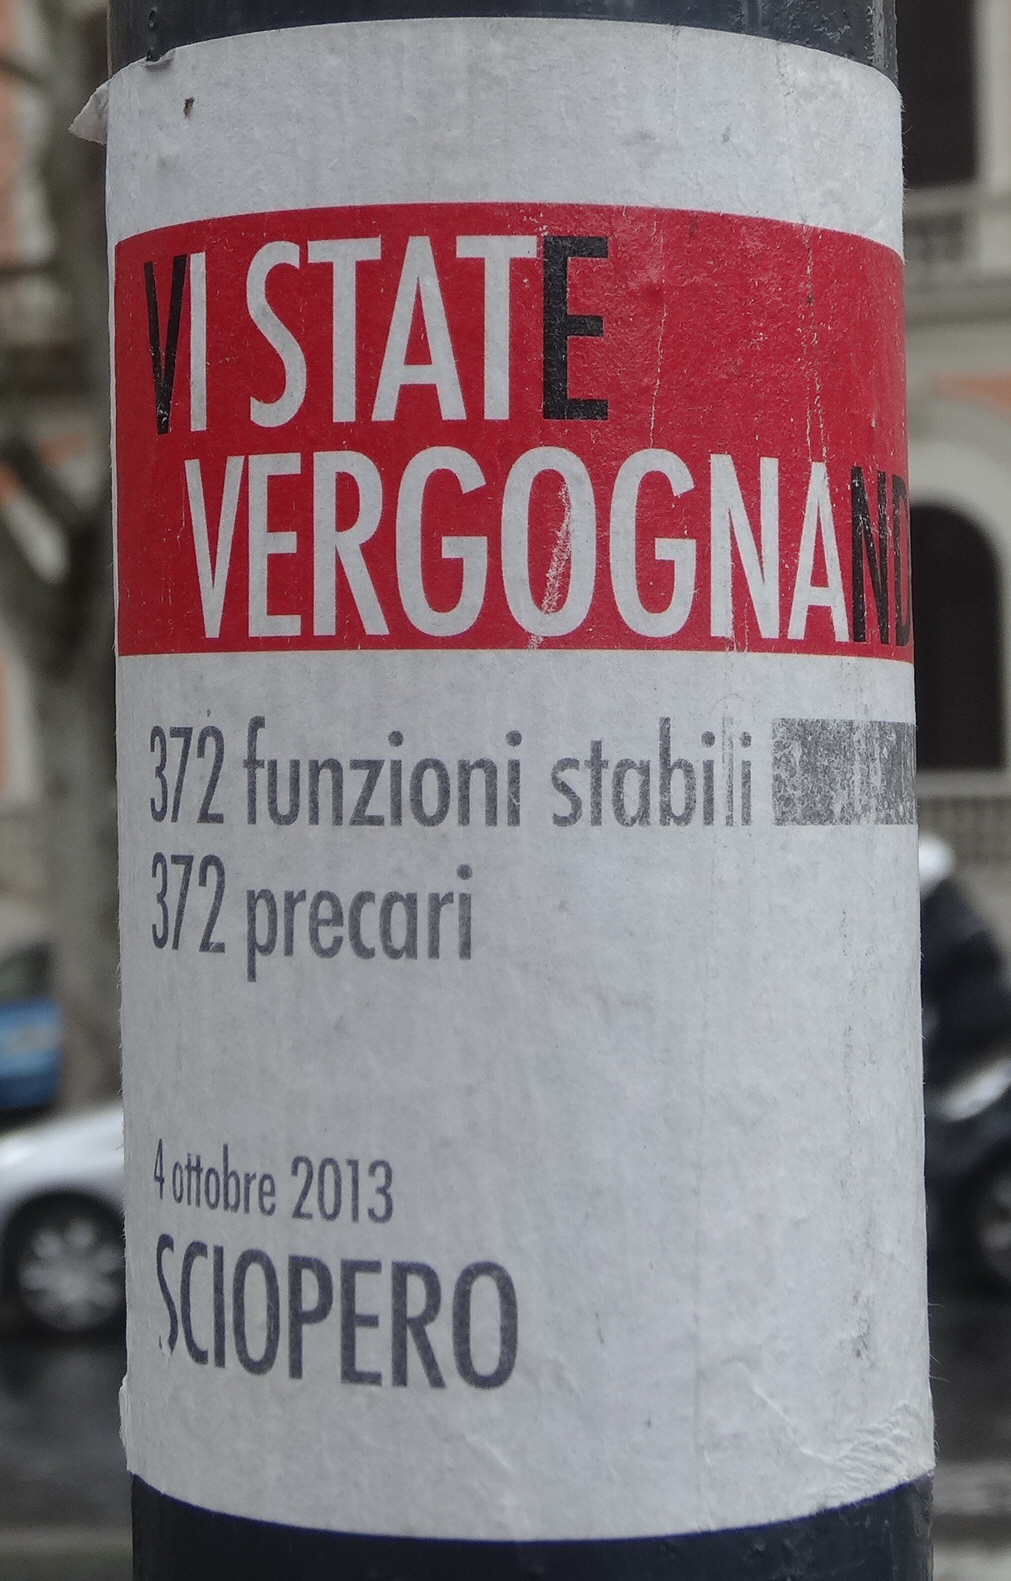 VI STATE
VERGOGNAND
372 funzioni stabili
372 precari
4 ottobre 2013
SCIOPERO